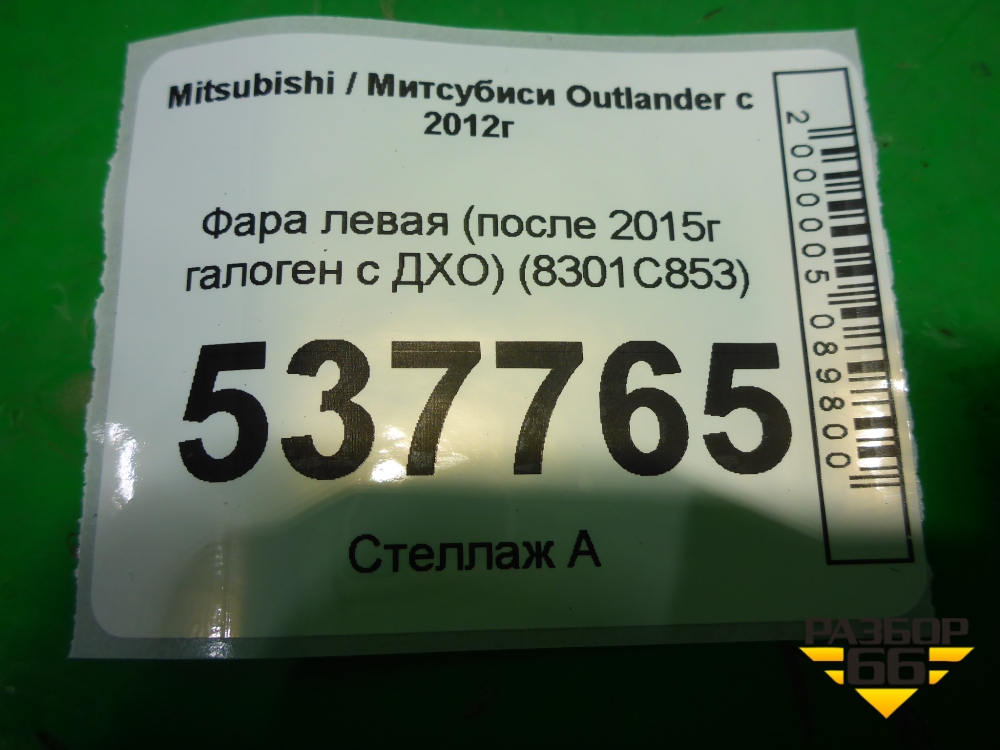 Mitsubishi / Митсубиси Outlander с
2012г
Фара левая (после 2015г
галоген с ДХО) (8301C853)
537765
Стеллаж А
2000005089800
РАЗБОР
66